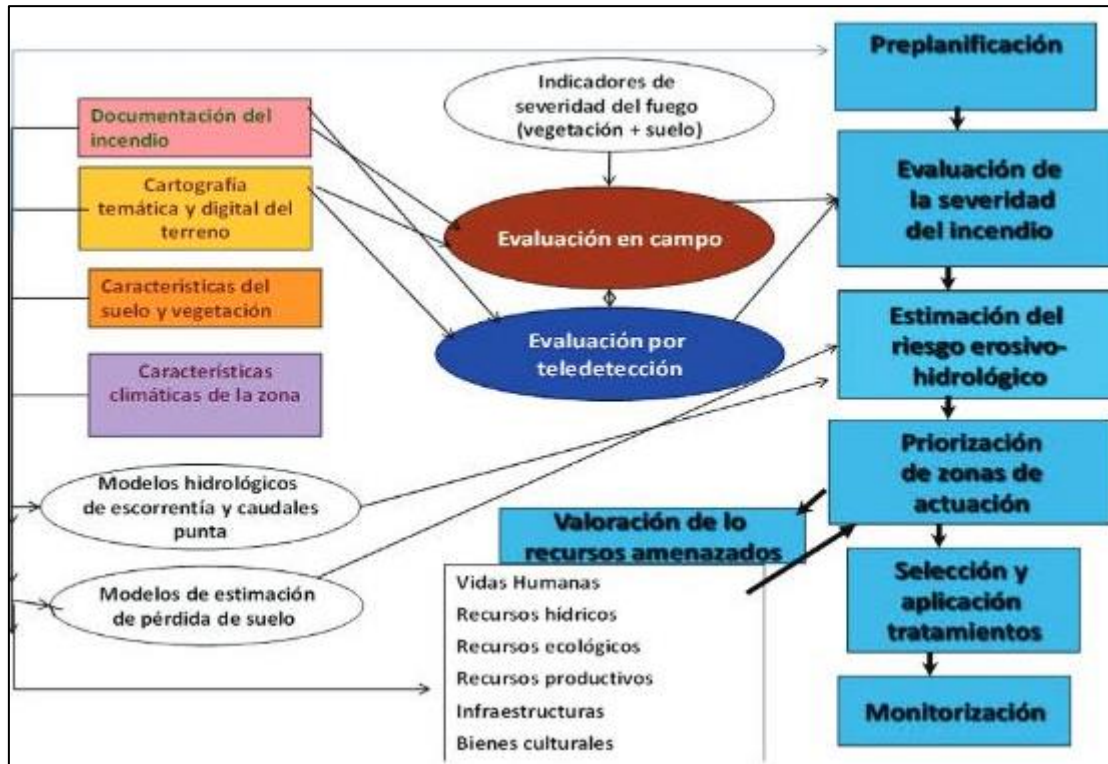 Preplanificación
Indicadores de
severidad del fuego
(vegetación + suelo)
Documentación del
incendio
Cartografía
temática y digital del
terreno
Evaluación de
la severidad
del incendio
Evaluación en campo
Características del
suelo y vegetación
Estimación del
riesgo erosivo-
hidrológico
Evaluación por
teledetección
Características
climáticas de la zona
Priorización
de zonas de
actuación
Modelos hidrológicos
de escorrentía y caudales
punta
Valoración de lo
recursos amenazados
Vidas Humanas
Recursos hídricos
Recursos ecológicos
Recursos productivos
Infraestructuras
Bienes culturales
Modelos de estimación
de pérdida de suelo
Selección y
aplicación
tratamientos
Monitorización